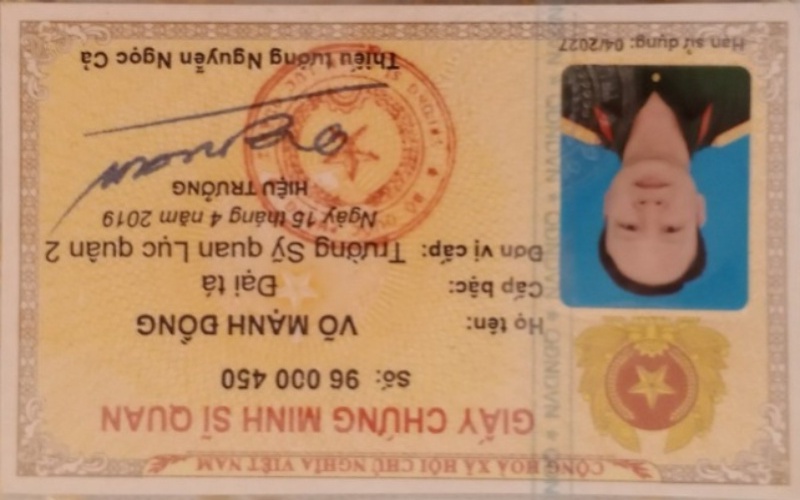 CỘNG HOÀ XÃ HỘI CHỦ NGHĨA VIỆT NAM
GIẤY CHỨNG MINH SĨ QUAN
Số: 96 000 450
Họ tên: VÕ MẠNH ĐÔNG
Cấp bậc: Đại tá
Đơn vị cấp: Trường Sỹ quan Lục quân 2
Ngày 15 tháng 4 năm 2019
HIỆU TRƯỞNG
Thiếu tướng Nguyễn Ngọc Cả
Hạn sử dụng: 04/2027